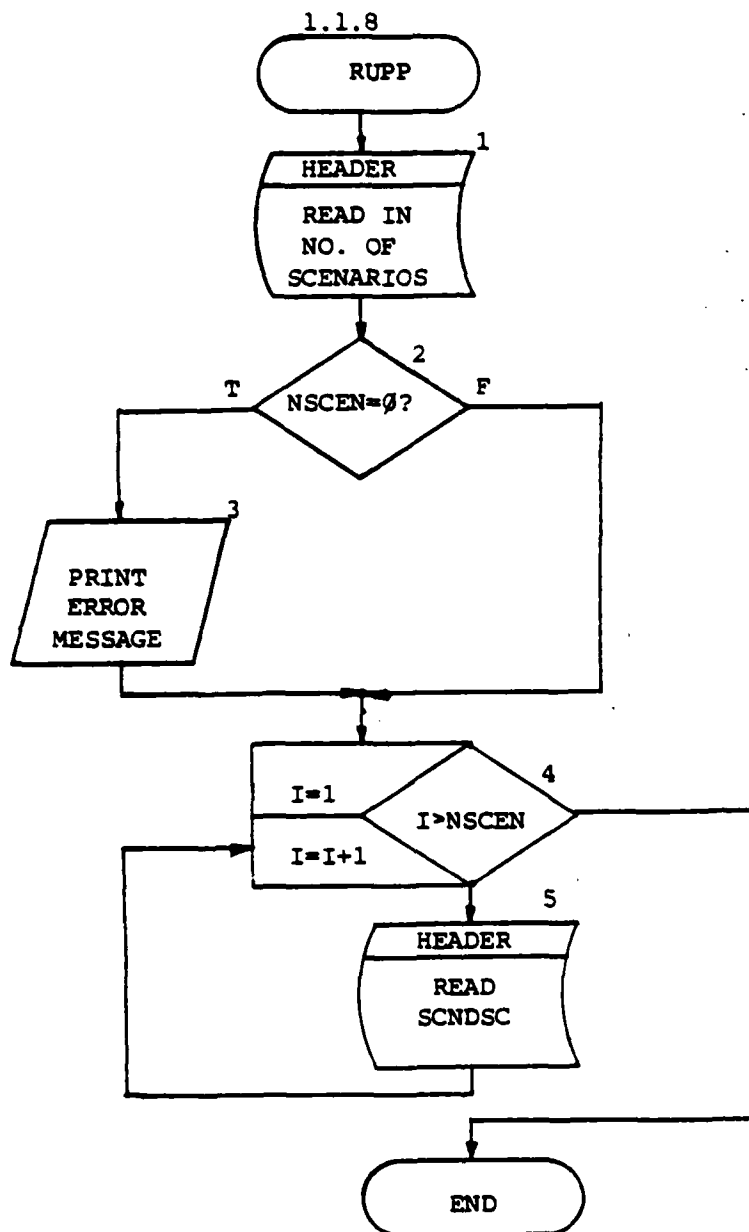 1.1.8
RUPP
1
HEADER
READ IN
NO. OF
SCENARIOS
2
T
NSCEN=Ø?
F
3
PRINT
ERROR
MESSAGE
4
I=1
I>NSCEN
I=I+1
5
HEADER
READ
SCNDSC
END